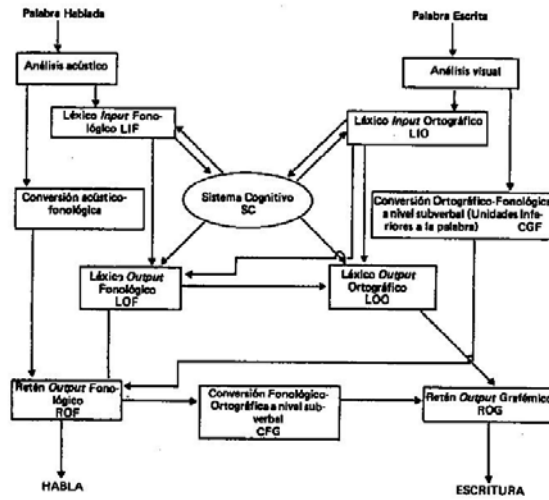 Palabra Hablada
Palabra Escrita
Análisis acústico
Análisis visual
Léxico Input Fono-
lógico LIF
Léxico Input Ortográfico
LIO
Sistema Cognitivo
SC
Conversión acústico-
fonológica
Conversión Ortográfico-Fonológica
a nivel subverbal (Unidades Infe-
riores a la palabra) CGF
Léxico Output
Fonológico
LOF
Léxico Output
Ortográfico
LOO
Retén Output Fono-
lógico
ROF
Conversión Fonológico-
Ortográfica a nivel sub-
verbal
CFG
Retén Output Grafémico
ROG
HABLA
ESCRITURA